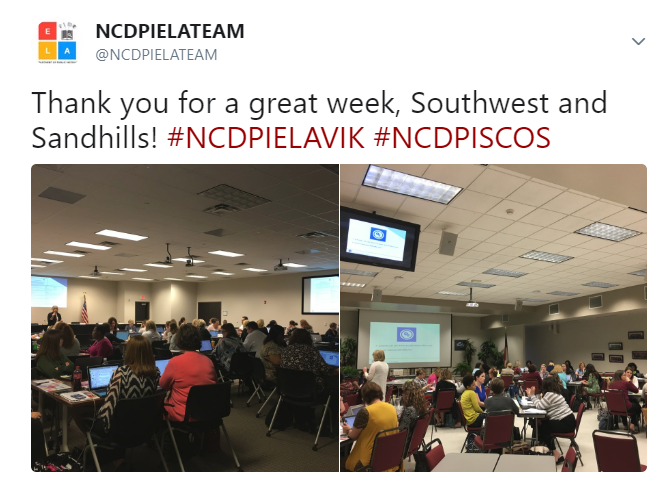 NCDPIELATEAM
@NCDPIELATEAM
Thank you for a great week, Southwest and
Sandhills! #NCDPIELAVIK #NCDPISCOS
E
L A